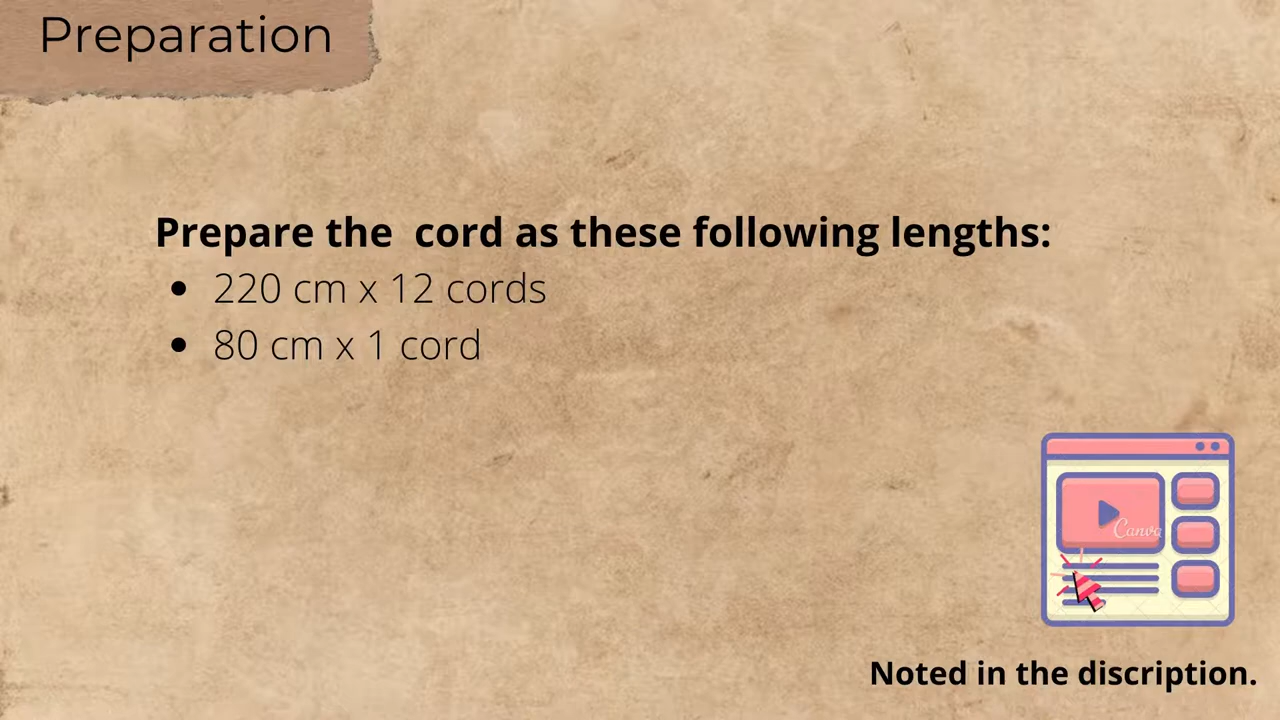 Preparation
Prepare the  cord as these following lengths:
• 220 cm x 12 cords
• 80 cm x 1 cord
Canva
Noted in the discription.